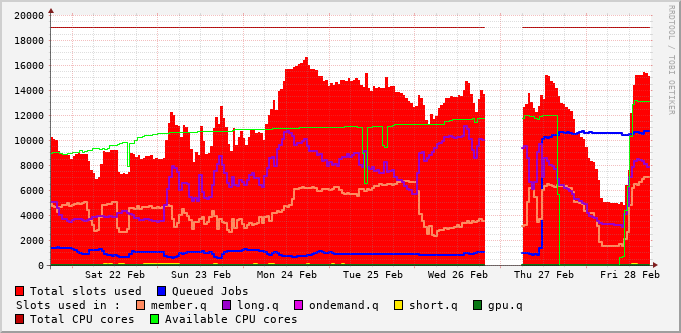 20000
18000
16000
14000
12000
10000
8000
6000
4000
2000
0
Sat 22 Feb Sun 23 Feb Mon 24 Feb Tue 25 Feb Wed 26 Feb Thu 27 Feb Fri 28 Feb
RRDTOOL / TOBI OETIKER
Total slots used Queued Jobs
Slots used in : member.q long.q ondemand.q short.q gpu.q
Total CPU cores Available CPU cores